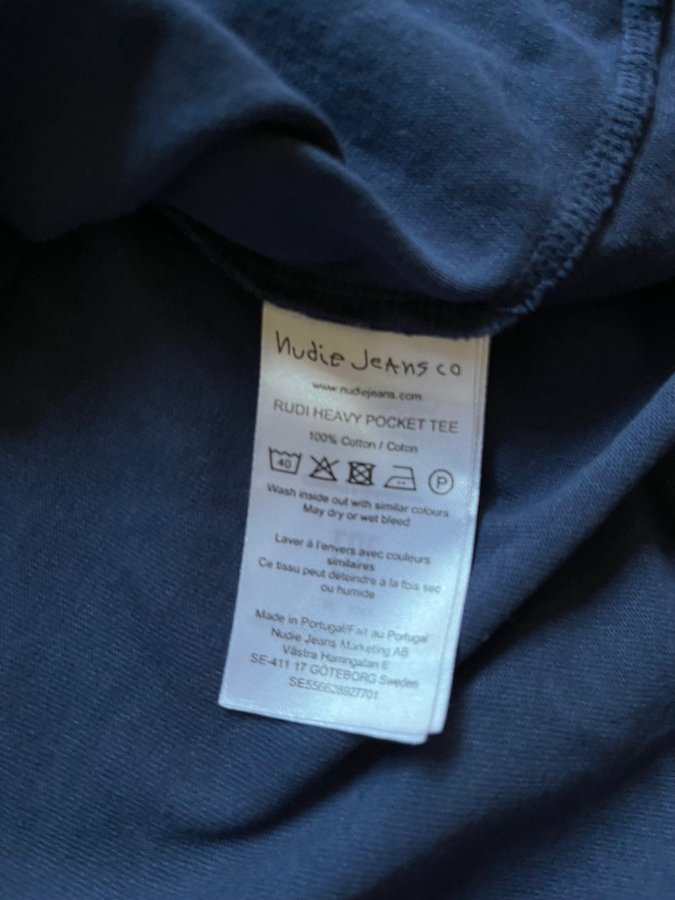 Nudie Jeans co
www.nudiejeans.com
RUDI HEAVY POCKET TEE
100% Cotton / Coton
40 P
Wash inside out with similar colours
May dry or wet bleed
Laver à l'envers avec couleurs
similaires
Ce tissu peut déteindre à la fois sec
ou humide
Made in Portugal/Fait au Portugal
Nudie Jeans Marketing AB
Västra Hamngatan 6
SE-411 17 GÖTEBORG Sweden
SE556628927701